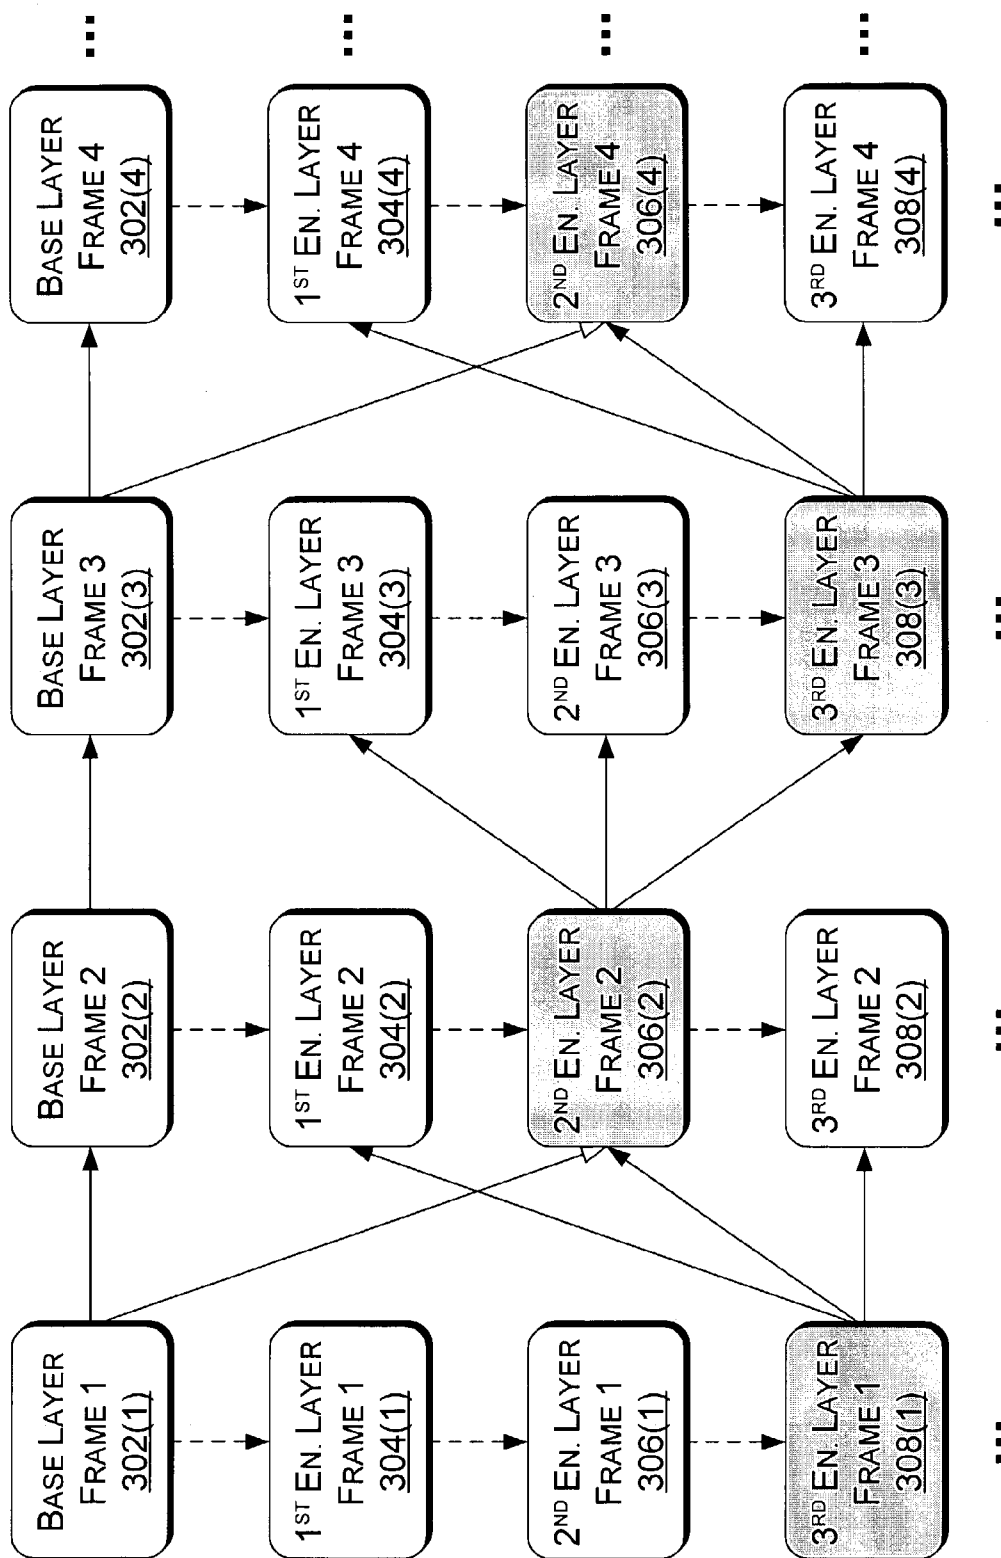 BASE LAYER
FRAME 1
302(1)
1ST EN. LAYER
FRAME 1
304(1)
2ND EN. LAYER
FRAME 1
306(1)
3RD EN. LAYER
FRAME 1
308(1)
...
BASE LAYER
FRAME 2
302(2)
1ST EN. LAYER
FRAME 2
304(2)
2ND EN. LAYER
FRAME 2
306(2)
3RD EN. LAYER
FRAME 2
308(2)
...
BASE LAYER
FRAME 3
302(3)
1ST EN. LAYER
FRAME 3
304(3)
2ND EN. LAYER
FRAME 3
306(3)
3RD EN. LAYER
FRAME 3
308(3)
...
BASE LAYER
FRAME 4
302(4)
1ST EN. LAYER
FRAME 4
304(4)
2ND EN. LAYER
FRAME 4
306(4)
3RD EN. LAYER
FRAME 4
308(4)
...
...
...
...
...